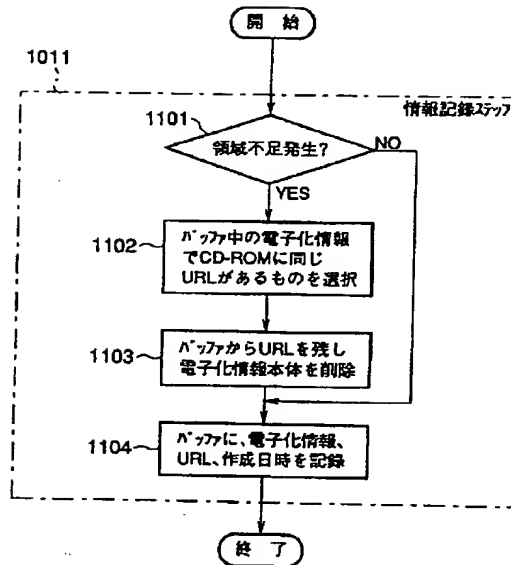 開 始
1011
情報記録ステップ
1101
領域不足発生?
NO
YES
1102
バッファ中の電子化情報
でCD-ROMに同じ
URLがあるものを選択
1103
バッファからURLを残し
電子化情報本体を削除
1104
バッファに、電子化情報、
URL、作成日時を記録
終 了